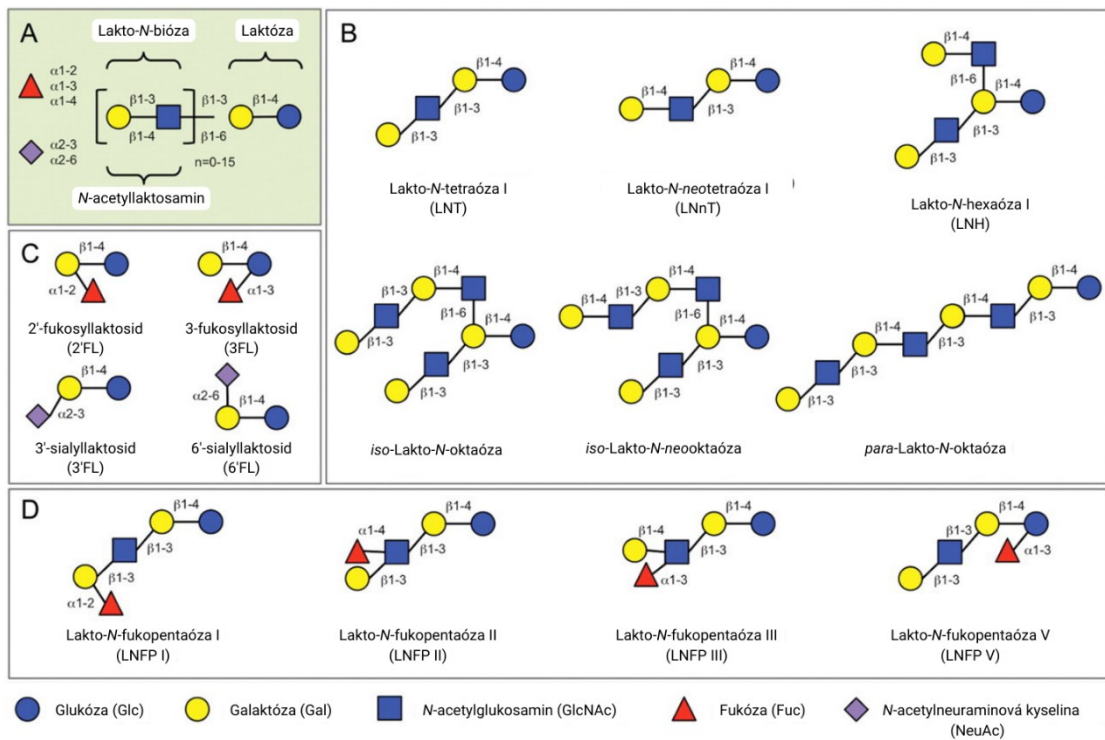 A
Lakto-N-bióza
Laktóza
α1-2
α1-3
α1-4
β1-3
β1-3
β1-4
β1-4
β1-6
α2-3
α2-6
n=0-15
N-acetyllaktosamin
B
β1-4
β1-3
β1-3
Lakto-N-tetraóza I
(LNT)
β1-4
β1-4
β1-3
Lakto-N-neotetraóza I
(LNnT)
β1-4
β1-6
β1-4
β1-3
β1-3
Lakto-N-hexaóza I
(LNH)
β1-4
β1-3
β1-6
β1-4
β1-3
β1-3
iso-Lakto-N-oktaóza
β1-4
β1-3
β1-4
β1-6
β1-4
β1-3
β1-3
iso-Lakto-N-neooktaóza
β1-4
β1-4
β1-3
β1-4
β1-3
β1-3
para-Lakto-N-oktaóza
C
β1-4
α1-2
2'-fukosyllaktosid
(2'FL)
β1-4
α1-3
3-fukosyllaktosid
(3FL)
β1-4
α2-3
3'-sialyllaktosid
(3'FL)
α2-6
β1-4
6'-sialyllaktosid
(6'FL)
D
β1-4
β1-3
β1-3
α1-2
Lakto-N-fukopentaóza I
(LNFP I)
β1-4
α1-4
β1-3
β1-3
Lakto-N-fukopentaóza II
(LNFP II)
β1-4
β1-4
β1-3
α1-3
Lakto-N-fukopentaóza III
(LNFP III)
β1-4
β1-3
α1-3
β1-3
Lakto-N-fukopentaóza V
(LNFP V)
Glukóza (Glc)
Galaktóza (Gal)
N-acetylglukosamin (GlcNAc)
Fukóza (Fuc)
N-acetylneuraminová kyselina
(NeuAc)